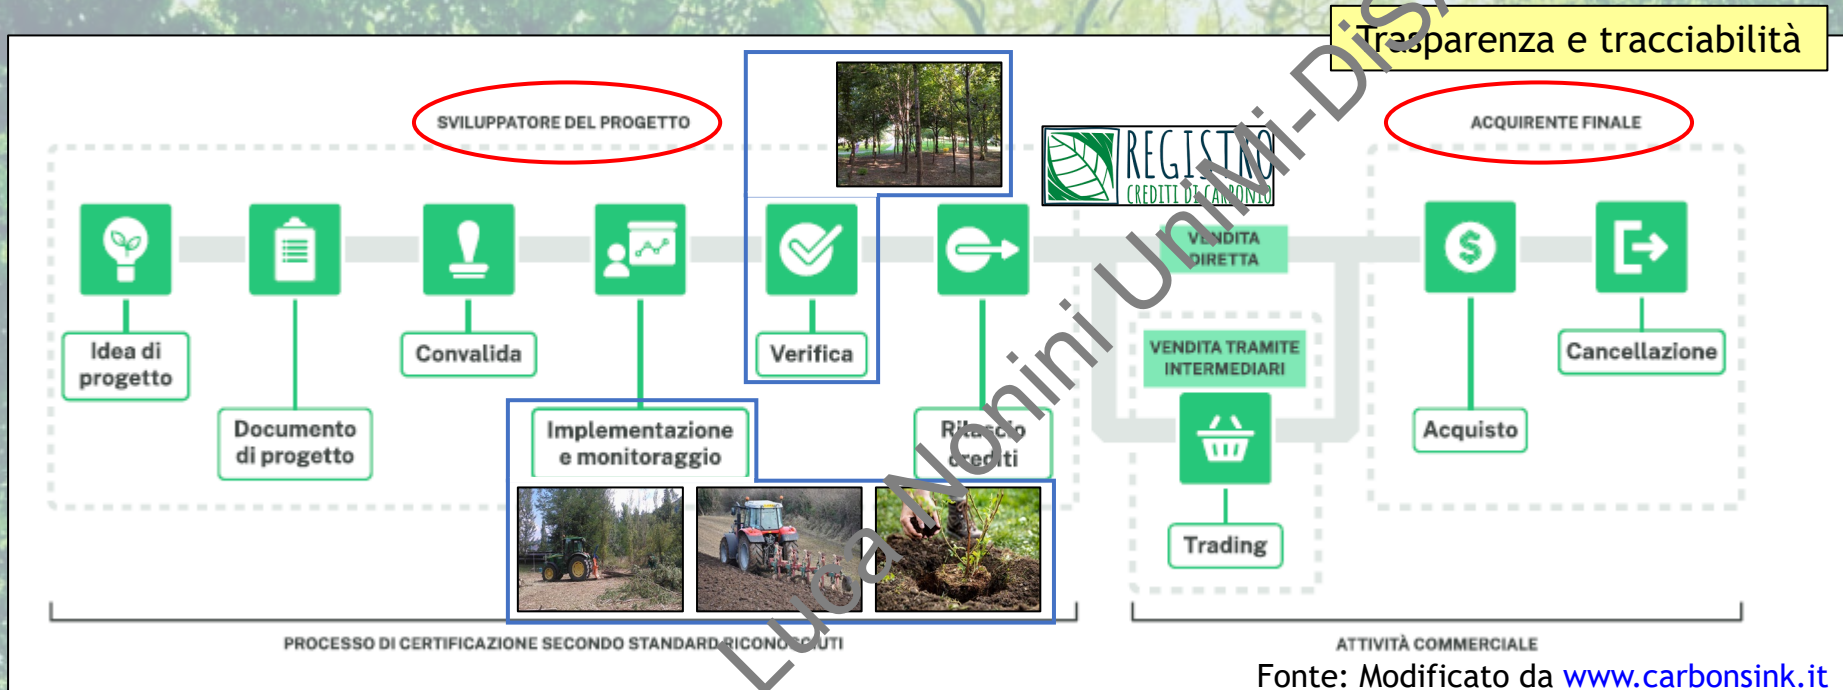 Trasparenza e tracciabilità
SVILUPPATORE DEL PROGETTO
ACQUIRENTE FINALE
REGISTRO
CREDITI DI CARBONIO
VENDITA
DIRETTA
Idea di
progetto
Convalida
Verifica
VENDITA TRAMITE
INTERMEDIARI
Cancellazione
Documento
di progetto
Implementazione
e monitoraggio
Rilascio
crediti
Acquisto
Trading
PROCESSO DI CERTIFICAZIONE SECONDO STANDARD RICONOSCIUTI
ATTIVITÀ COMMERCIALE
Fonte: Modificato da www.carbonsink.it
Luca Nonini UniMi-DiSA